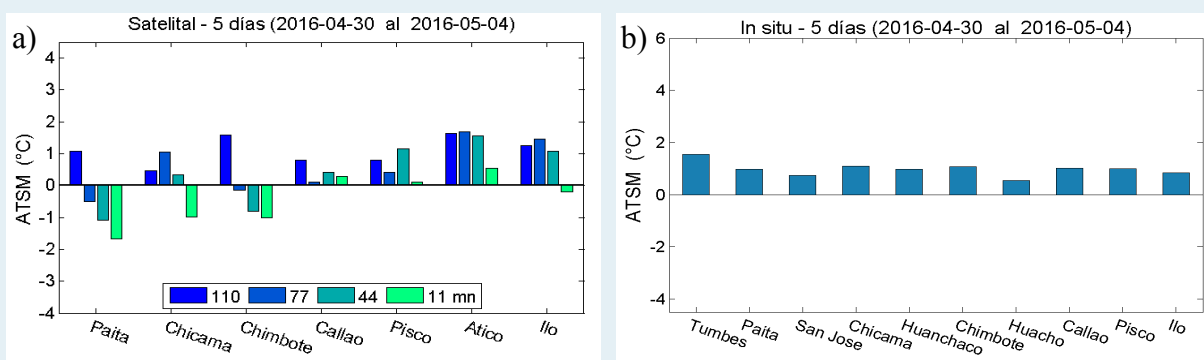 a)
Satelital - 5 días (2016-04-30 al 2016-05-04)
ATSM (°C)
4
3
2
1
0
-1
-2
-3
-4
110 77 44 11 mn
Paita Chicama Chimbote Callao Pisco Atico Ilo
b)
In situ - 5 días (2016-04-30 al 2016-05-04)
ATSM (°C)
6
4
2
0
-2
-4
Tumbes Paita San Jose Chicama Huanchaco Chimbote Huacho Callao Pisco Ilo